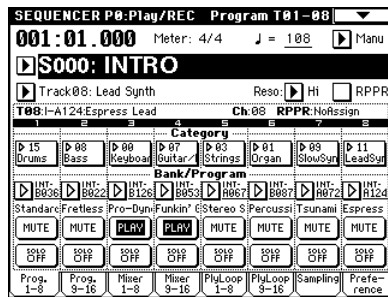 SEQUENCER P0:Play/REC Program T01-08
001:01.000 Meter: 4/4 ♩ = 108 Manu
S000: INTRO
Track08: Lead Synth Reso: Hi RPPR
T08:I-A124:Espress Lead Ch:08 RPPR:NoAssign
1 2 3 4 5 6 7 8
Category
15 Drums 08 Bass 00 Keyboar 07 Guitar/ 03 Strings 01 Organ 09 SlowSyn 11 LeadSyn
Bank/Program
INT-B036 INT-B022 INT-B126 INT-B053 INT-A067 INT-B087 INT-A072 INT-A124
Standard Fretless Pro-Dyn Funkin' Stereo S Percussi Tsunami Espress
MUTE MUTE PLAY PLAY MUTE MUTE MUTE MUTE
SOLO OFF SOLO OFF SOLO OFF SOLO OFF SOLO OFF SOLO OFF SOLO OFF SOLO OFF
Prog. 1-8 Prog. 9-16 Mixer 1-8 Mixer 9-16 PlyLoop 1-8 PlyLoop 9-16 Sampling Prefe-rence